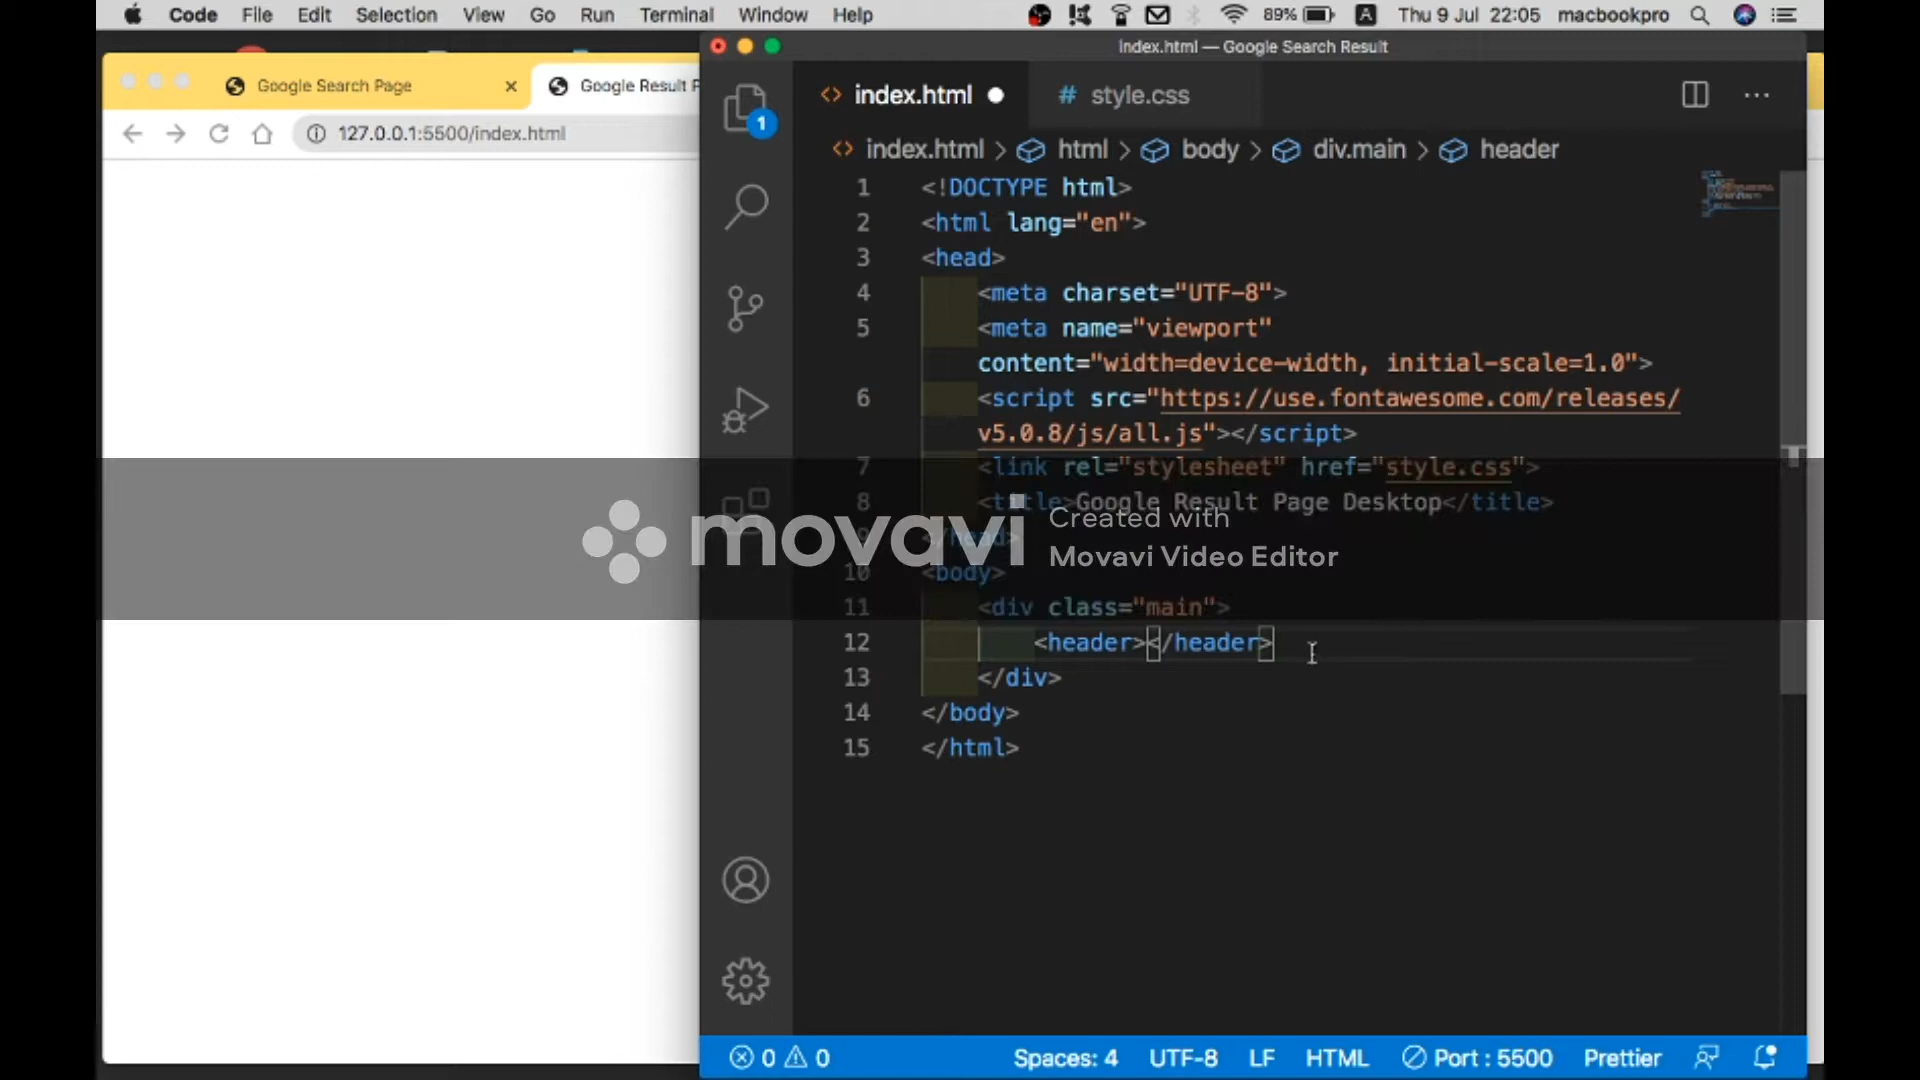 Code File Edit Selection View Go Run Terminal Window Help 89% A Thu 9 Jul 22:05 macbookpro
index.html — Google Search Result
Google Search Page
Google Result P
127.0.0.1:5500/index.html
index.html
# style.css
1
index.html > html > body > div.main > header
1 <!DOCTYPE html>
2 <html lang="en">
3 <head>
4 <meta charset="UTF-8">
5 <meta name="viewport"
content="width=device-width, initial-scale=1.0">
6 <script src="https://use.fontawesome.com/releases/
v5.0.8/js/all.js"></script>
7 <link rel="stylesheet" href="style.css">
8 <title>Google Result Page Desktop</title>
9 </head>
10 <body>
11 <div class="main">
12 <header></header>
13 </div>
14 </body>
15 </html>
movavi
Created with
Movavi Video Editor
0 0 Spaces: 4 UTF-8 LF HTML Port : 5500 Prettier